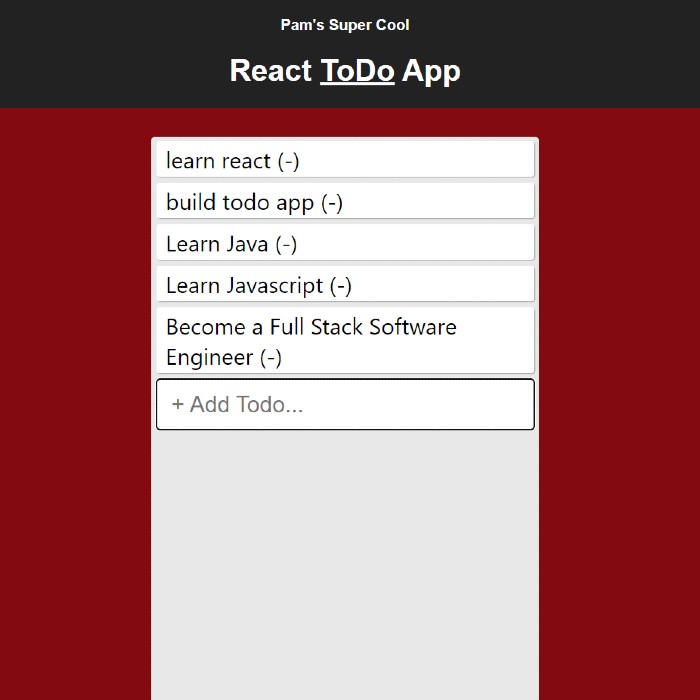 Pam's Super Cool
React ToDo App
learn react (-)
build todo app (-)
Learn Java (-)
Learn Javascript (-)
Become a Full Stack Software
Engineer (-)
+ Add Todo...